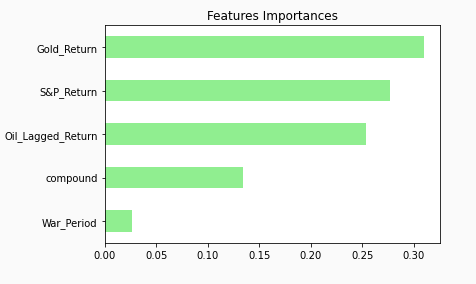 Features Importances
Gold_Return
S&P_Return
Oil_Lagged_Return
compound
War_Period
0.00 0.05 0.10 0.15 0.20 0.25 0.30